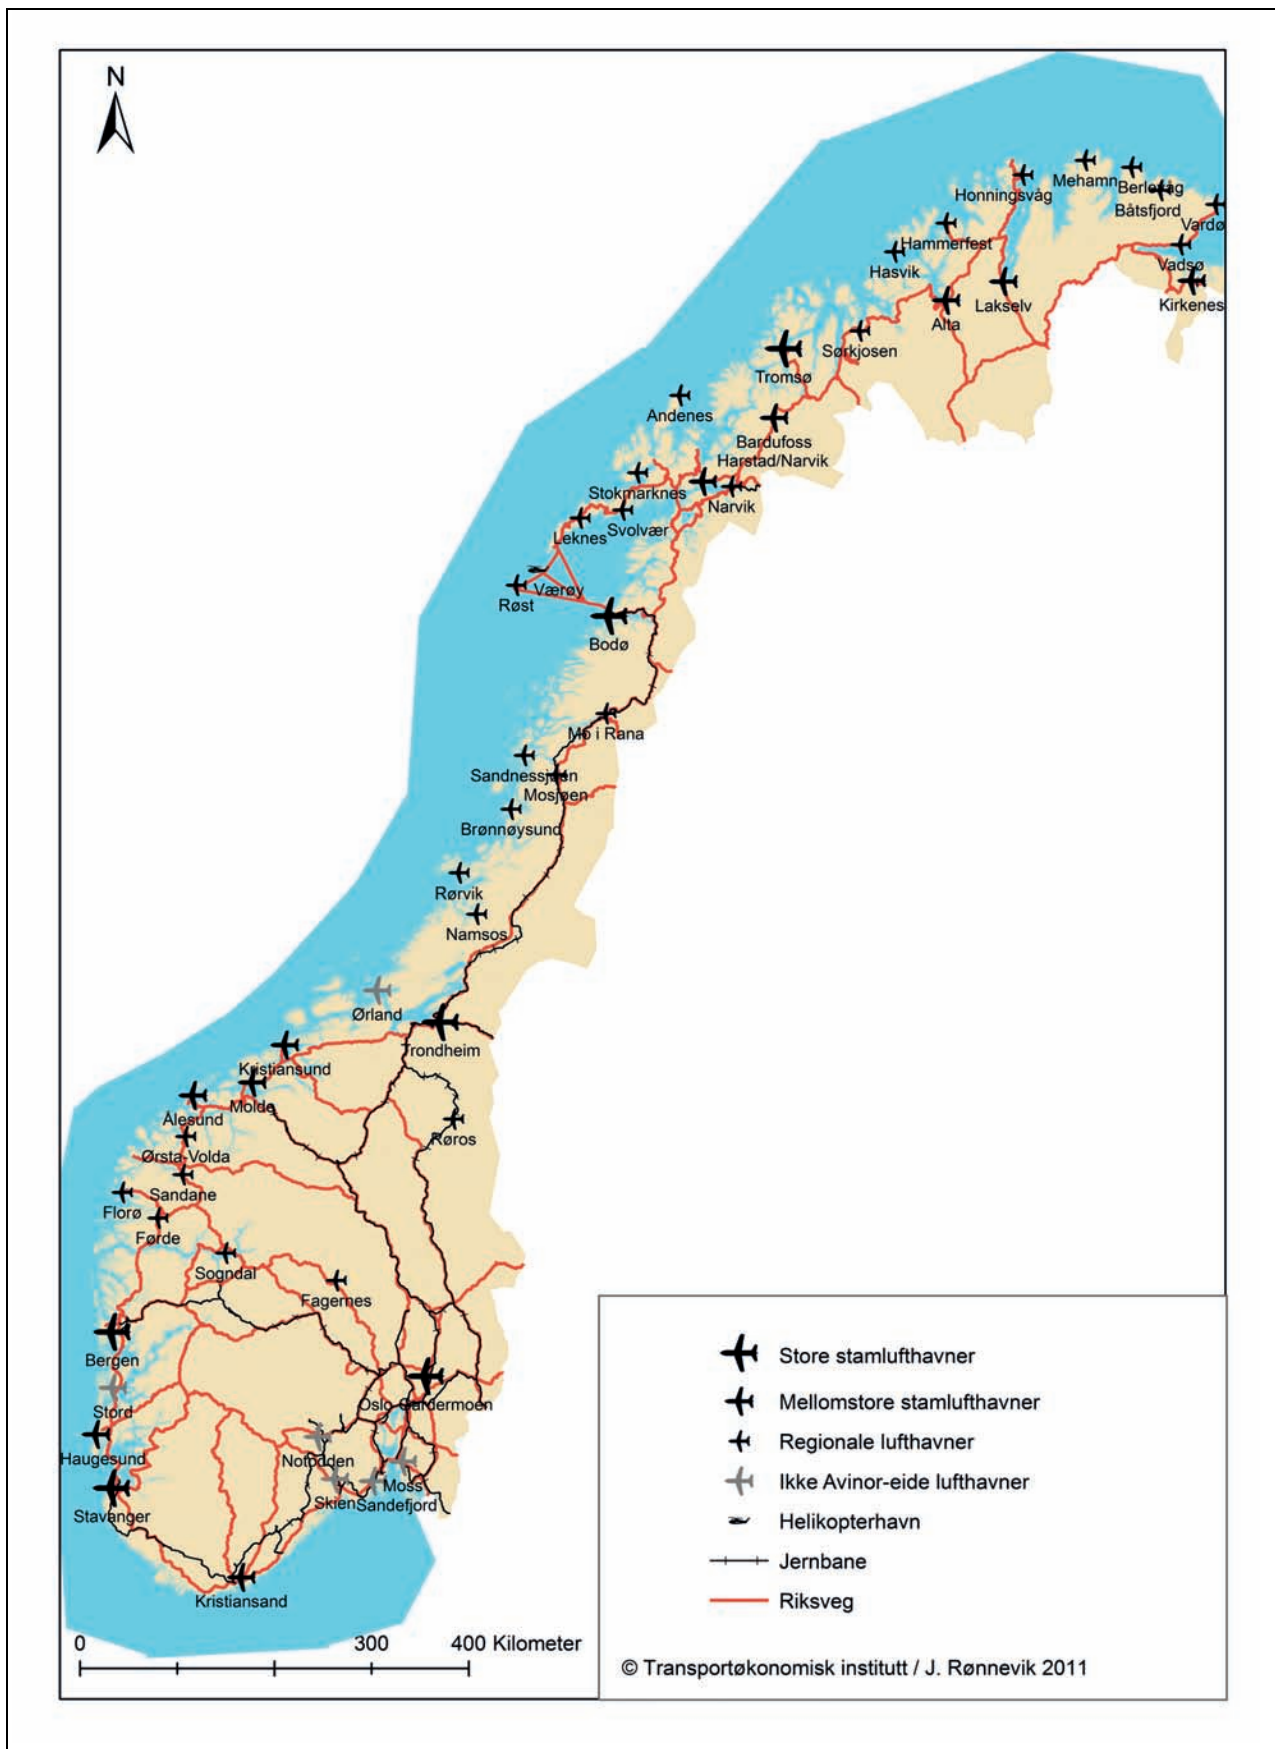 N
Mehamn
Honningsvåg
Berlevåg
Båtsfjord
Vardø
Hammerfest
Vadsø
Hasvik
Kirkenes
Lakselv
Alta
Sørkjosen
Tromsø
Andenes
Bardufoss
Harstad/Narvik
Stokmarknes
Narvik
Svolvær
Leknes
Værøy
Røst
Bodø
Mo i Rana
Sandnessjøen
Mosjøen
Brønnøysund
Rørvik
Namsos
Ørland
Trondheim
Kristiansund
Molde
Ålesund
Røros
Ørsta-Volda
Sandane
Florø
Førde
Sogndal
Fagernes
Bergen
Oslo Gardermoen
Stord
Haugesund
Notodden
Moss
Skien
Sandefjord
Stavanger
Kristiansand
0 300 400 Kilometer
Store stamlufthavner
Mellomstore stamlufthavner
Regionale lufthavner
Ikke Avinor-eide lufthavner
Helikopterhavn
Jernbane
Riksveg
© Transportøkonomisk institutt / J. Rønnevik 2011